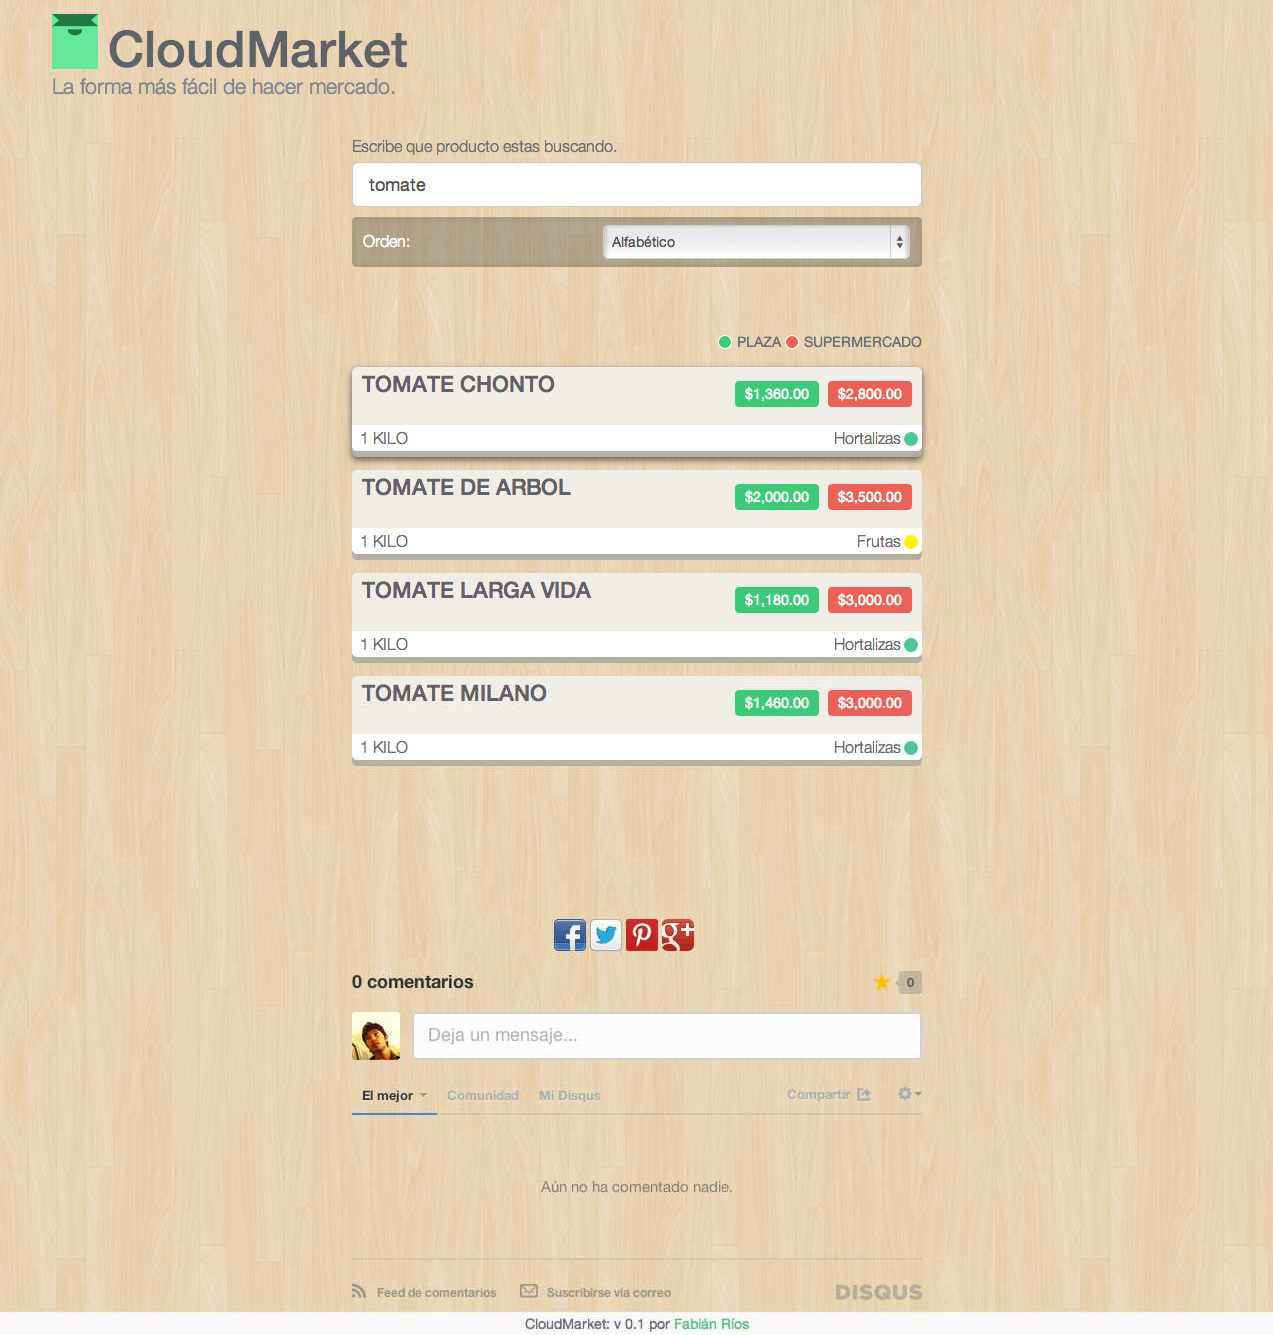 CloudMarket
La forma más fácil de hacer mercado.
Escribe que producto estas buscando.
tomate
Orden: Alfabético
PLAZA SUPERMERCADO
TOMATE CHONTO $1,360.00 $2,800.00
1 KILO Hortalizas
TOMATE DE ARBOL $2,000.00 $3,500.00
1 KILO Frutas
TOMATE LARGA VIDA $1,180.00 $3,000.00
1 KILO Hortalizas
TOMATE MILANO $1,460.00 $3,000.00
1 KILO Hortalizas
0 comentarios 0
Deja un mensaje...
El mejor Comunidad Mi Disqus Compartir
Aún no ha comentado nadie.
Feed de comentarios Suscribirse vía correo DISQUS
CloudMarket: v 0.1 por Fabián Ríos